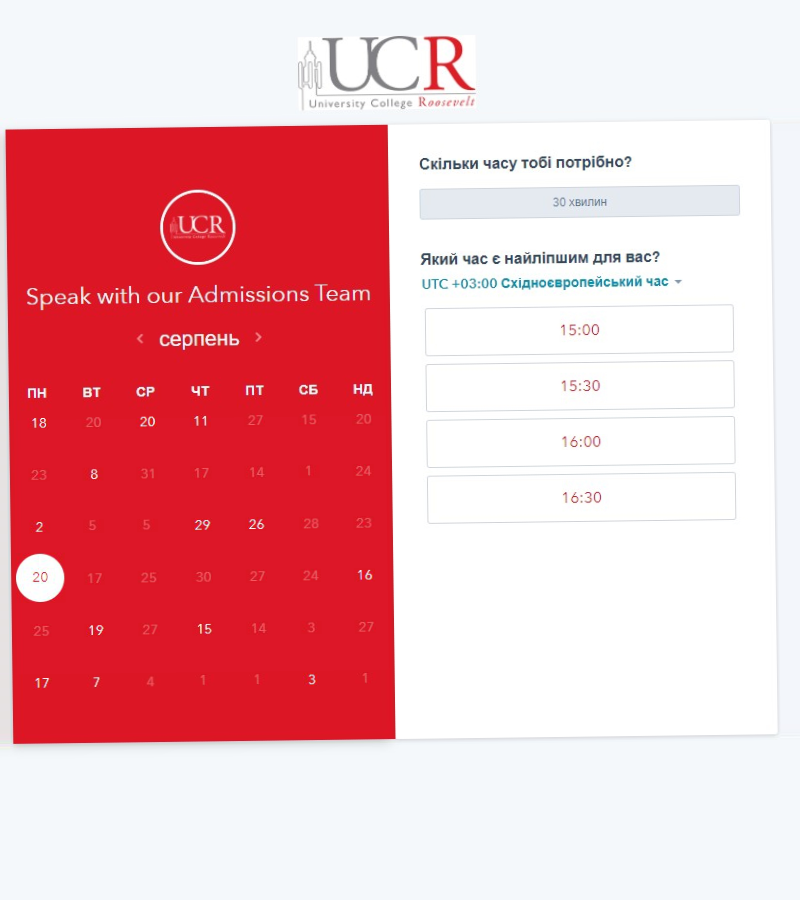 UCR
University College Roosevelt
UCR
Speak with our Admissions Team
серпень
ПН ВТ СР ЧТ ПТ СБ НД
18 20 20 11 27 15 20
23 8 31 17 14 1 24
2 5 5 29 26 28 23
20 17 25 30 27 24 16
25 19 27 15 14 3 27
17 7 4 1 1 3 1
Скільки часу тобі потрібно?
30 хвилин
Який час є найліпшим для вас?
UTC +03:00 Східноєвропейський час
15:00
15:30
16:00
16:30